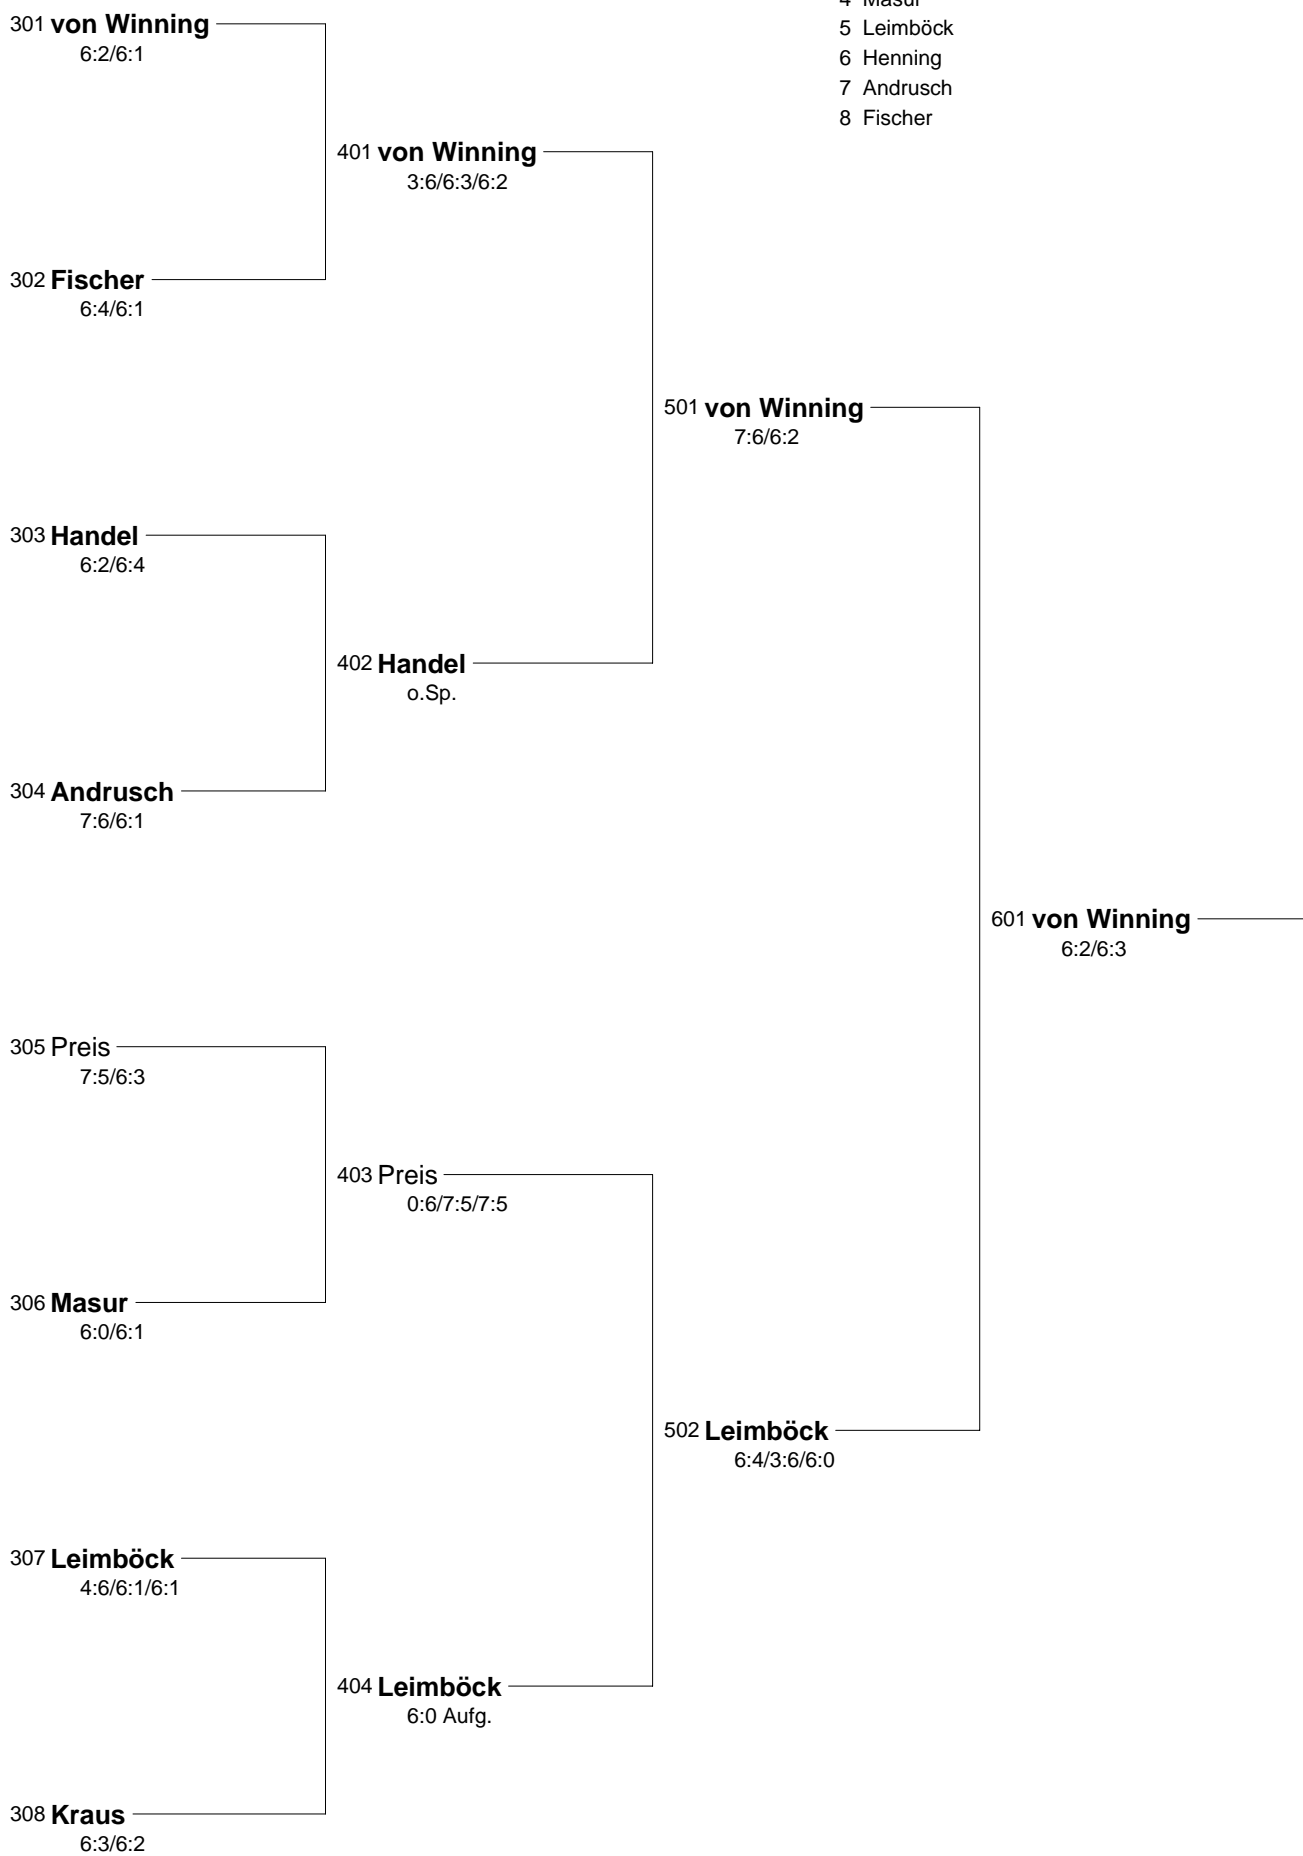 4 Masur
5 Leimböck
6 Henning
7 Andrusch
8 Fischer
301 von Winning
6:2/6:1
401 von Winning
3:6/6:3/6:2
302 Fischer
6:4/6:1
501 von Winning
7:6/6:2
303 Handel
6:2/6:4
402 Handel
o.Sp.
304 Andrusch
7:6/6:1
601 von Winning
6:2/6:3
305 Preis
7:5/6:3
403 Preis
0:6/7:5/7:5
306 Masur
6:0/6:1
502 Leimböck
6:4/3:6/6:0
307 Leimböck
4:6/6:1/6:1
404 Leimböck
6:0 Aufg.
308 Kraus
6:3/6:2